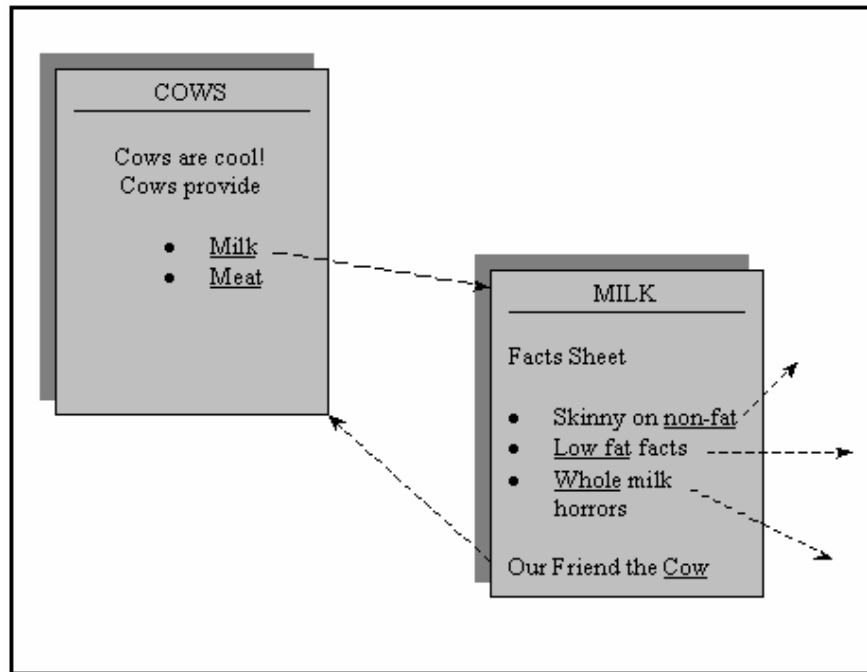 COWS
Cows are cool!
Cows provide
● Milk
● Meat
MILK
Facts Sheet
● Skinny on non-fat
● Low fat facts
● Whole milk
horrors
Our Friend the Cow